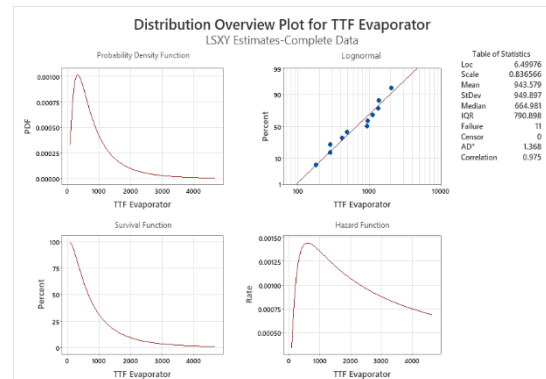 Distribution Overview Plot for TTF Evaporator
LSXY Estimates-Complete Data
Probability Density Function
0.00100
0.00075
0.00050
0.00025
0.00000
PDF
0 1000 2000 3000 4000
TTF Evaporator
Lognormal
99
90
50
10
1
Percent
100 1000 10000
TTF Evaporator
Table of Statistics
Loc 6.49976
Scale 0.836566
Mean 943.579
StDev 949.897
Median 664.981
IQR 790.898
Failure 11
Censor 0
AD* 1.368
Correlation 0.975
Survival Function
100
75
50
25
0
Percent
0 1000 2000 3000 4000
TTF Evaporator
Hazard Function
0.00150
0.00125
0.00100
0.00075
0.00050
Rate
0 1000 2000 3000 4000
TTF Evaporator